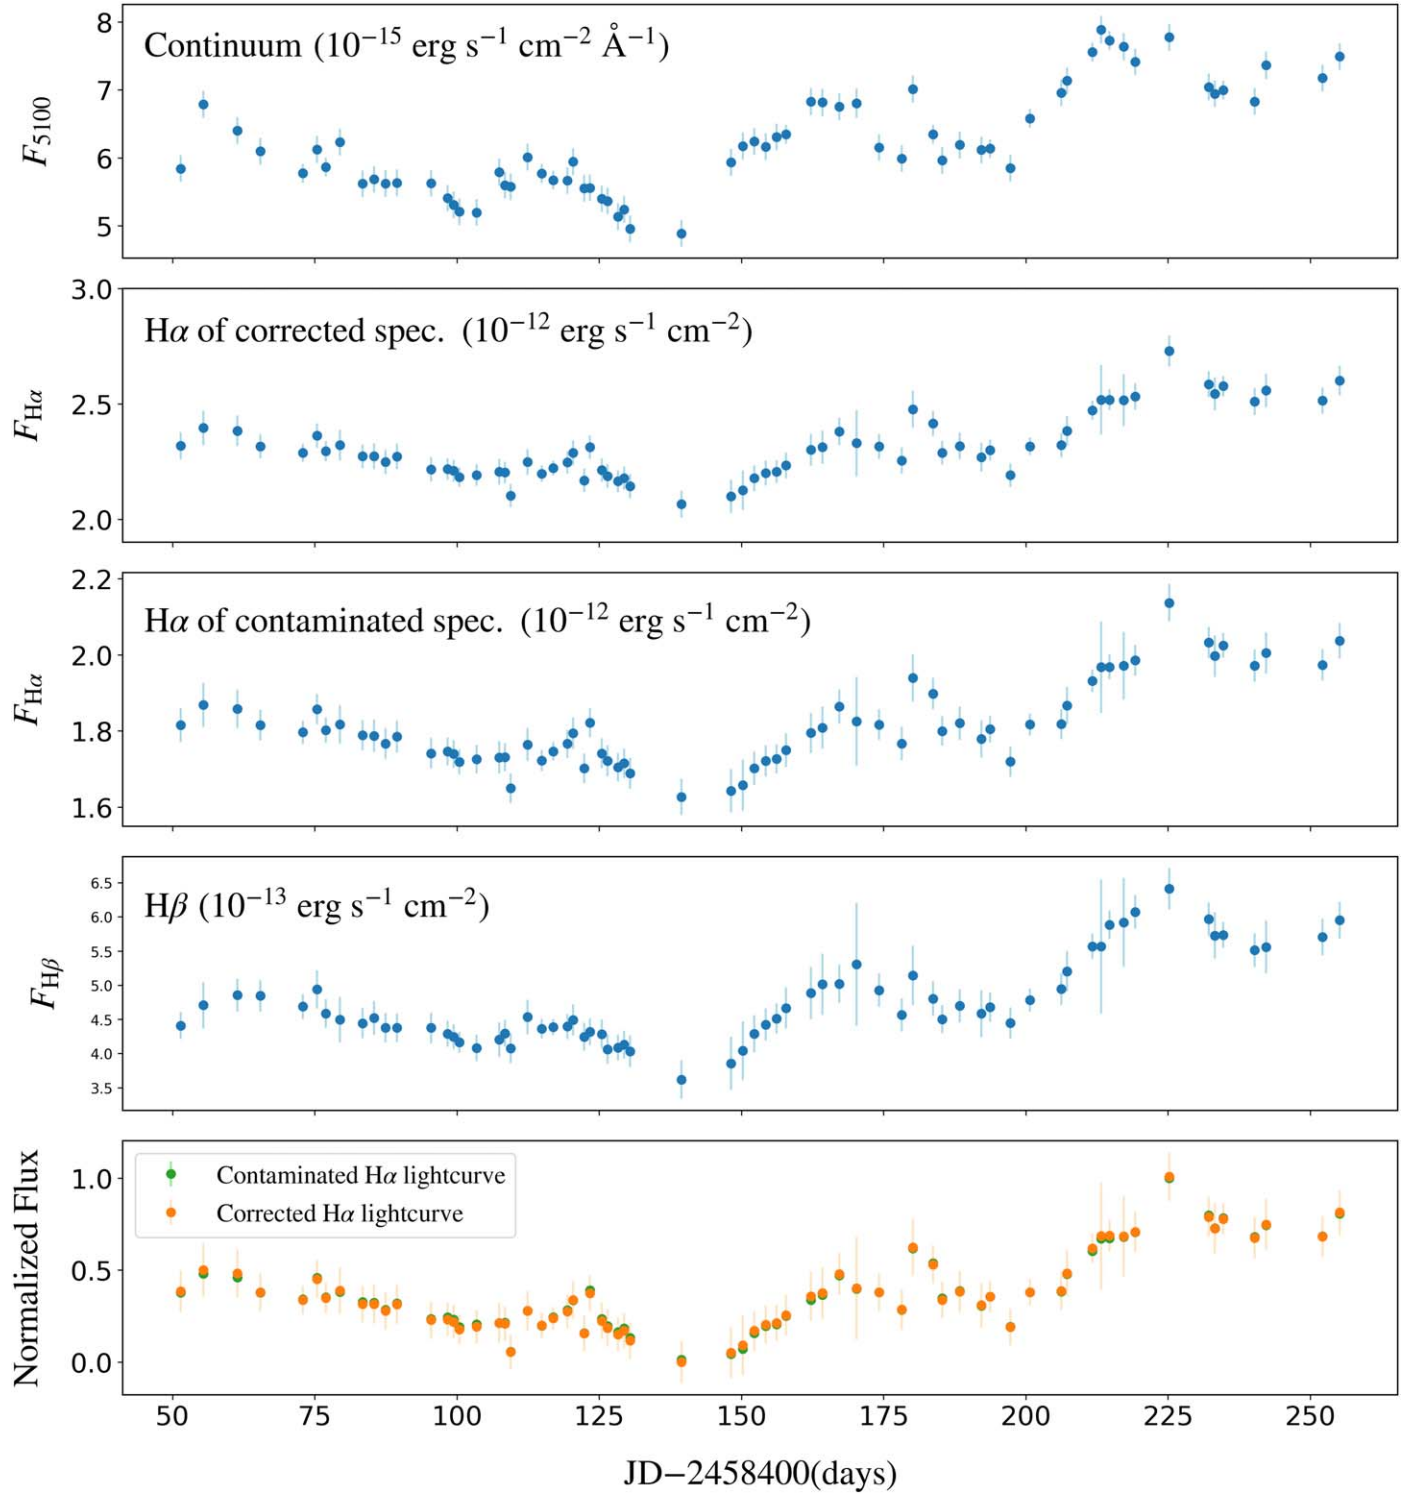 Continuum (10⁻¹⁵ erg s⁻¹ cm⁻² Å⁻¹)
F₅₁₀₀
8
7
6
5
Hα of corrected spec. (10⁻¹² erg s⁻¹ cm⁻²)
F_Hα
3.0
2.5
2.0
Hα of contaminated spec. (10⁻¹² erg s⁻¹ cm⁻²)
F_Hα
2.2
2.0
1.8
1.6
Hβ (10⁻¹³ erg s⁻¹ cm⁻²)
F_Hβ
6.5
6.0
5.5
5.0
4.5
4.0
3.5
Contaminated Hα lightcurve
Corrected Hα lightcurve
Normalized Flux
1.0
0.5
0.0
50 75 100 125 150 175 200 225 250
JD−2458400(days)